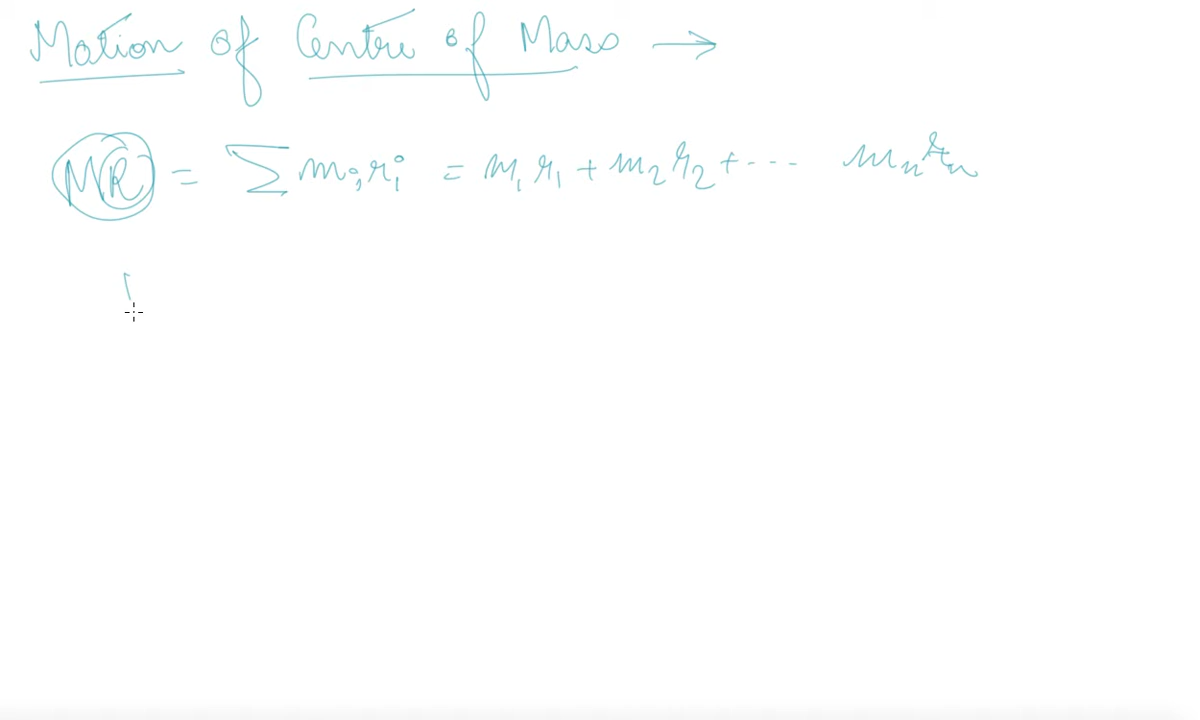 Motion of Centre of Mass →
MR = Σ mᵢrᵢ = m₁r₁ + m₂r₂ + --- mₙrₙ